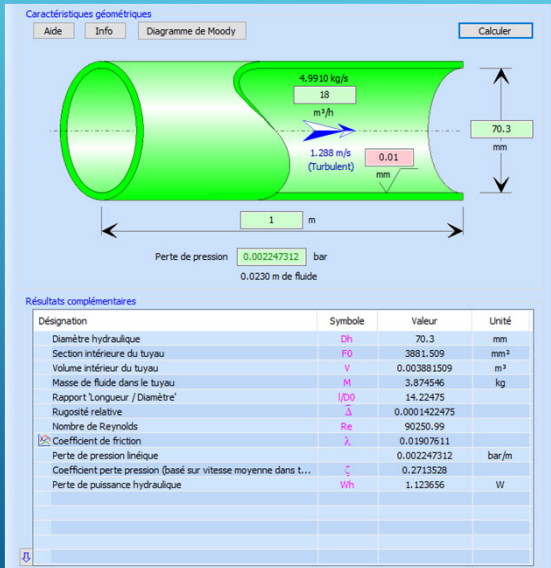 Caractéristiques géométriques
Aide Info Diagramme de Moody Calculer
4.9910 kg/s
18
m³/h
70.3
mm
1.288 m/s
(Turbulent)
0.01
mm
1 m
Perte de pression 0.002247312 bar
0.0230 m de fluide
Résultats complémentaires
Désignation Symbole Valeur Unité
Diamètre hydraulique Dh 70.3 mm
Section intérieure du tuyau F0 3881.509 mm²
Volume intérieur du tuyau V 0.003881509 m³
Masse de fluide dans le tuyau M 3.874546 kg
Rapport 'Longueur / Diamètre' l/D0 14.22475
Rugosité relative Δ̅ 0.0001422475
Nombre de Reynolds Re 90250.99
Coefficient de friction λ 0.01907611
Perte de pression linéique 0.002247312 bar/m
Coefficient perte pression (basé sur vitesse moyenne dans t... ζ 0.2713528
Perte de puissance hydraulique Wh 1.123656 W